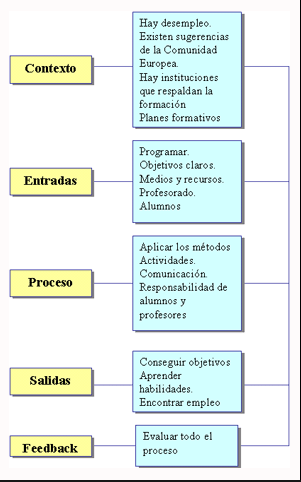 Contexto
Hay desempleo.
Existen sugerencias
de la Comunidad
Europea.
Hay instituciones
que respaldan la
formación
Planes formativos
Entradas
Programar.
Objetivos claros.
Medios y recursos.
Profesorado.
Alumnos
Proceso
Aplicar los métodos
Actividades.
Comunicación.
Responsabilidad de
alumnos y
profesores
Salidas
Conseguir objetivos
Aprender
habilidades.
Encontrar empleo
Feedback
Evaluar todo el
proceso